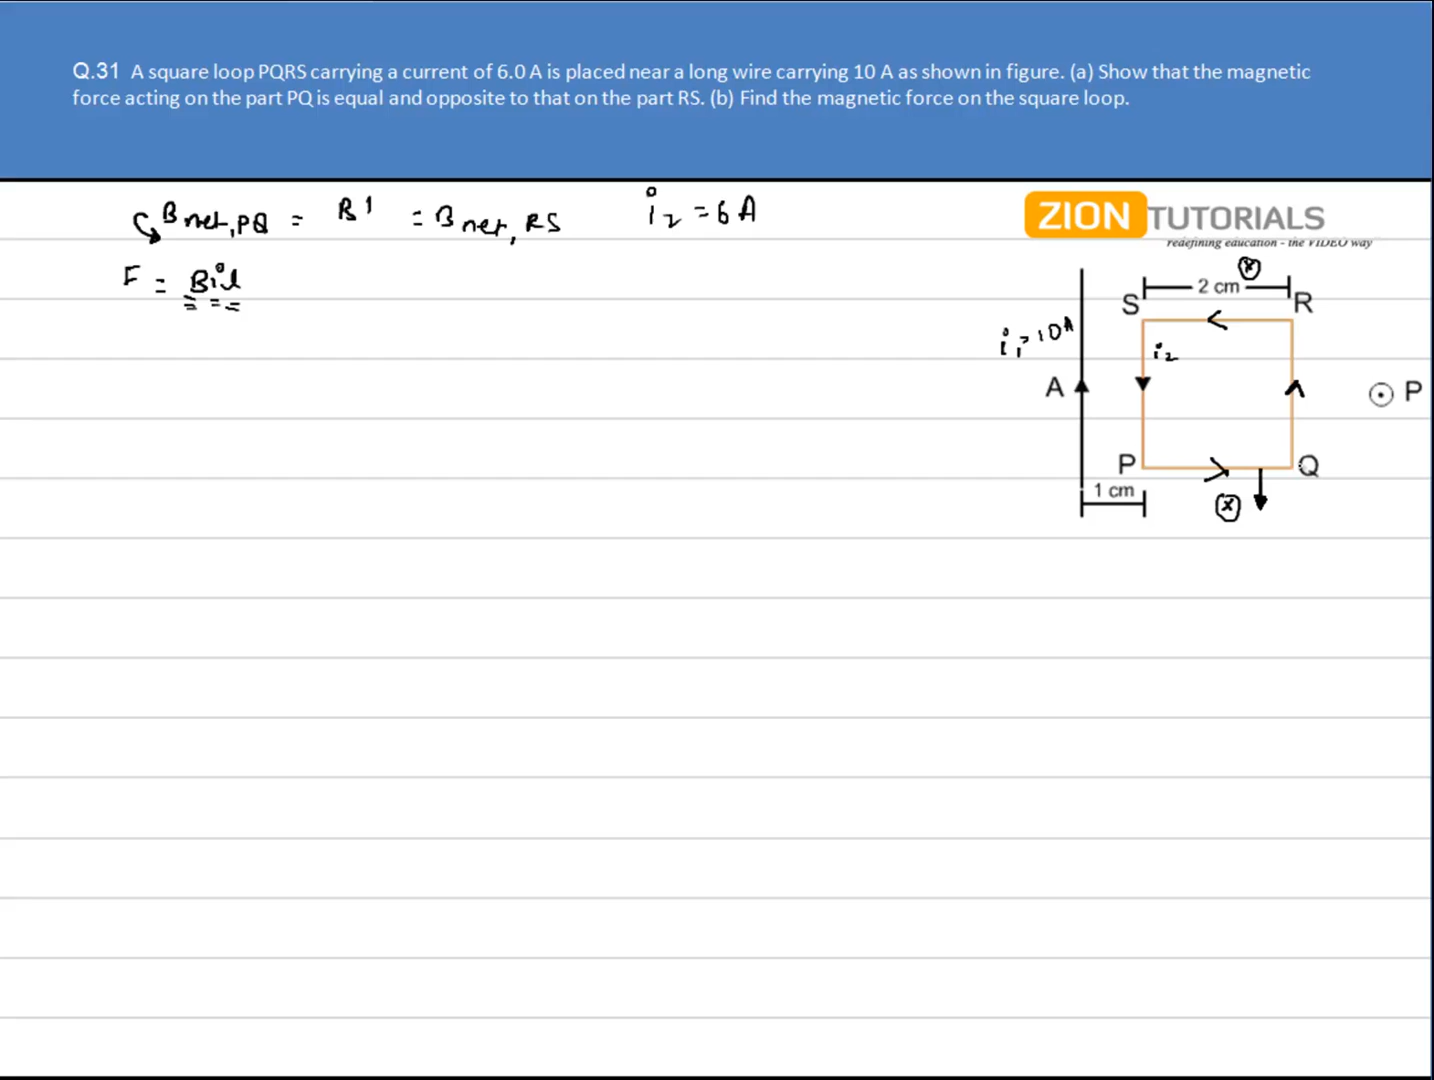 Q.31 A square loop PQRS carrying a current of 6.0 A is placed near a long wire carrying 10 A as shown in figure. (a) Show that the magnetic
force acting on the part PQ is equal and opposite to that on the part RS. (b) Find the magnetic force on the square loop.
B net, PQ = B1 = B net, RS i2 = 6 A
ZION TUTORIALS
redefining education - the VIDEO way
F = Bil
2 cm
S R
i1 = 10A
i2
A
P
P Q
1 cm